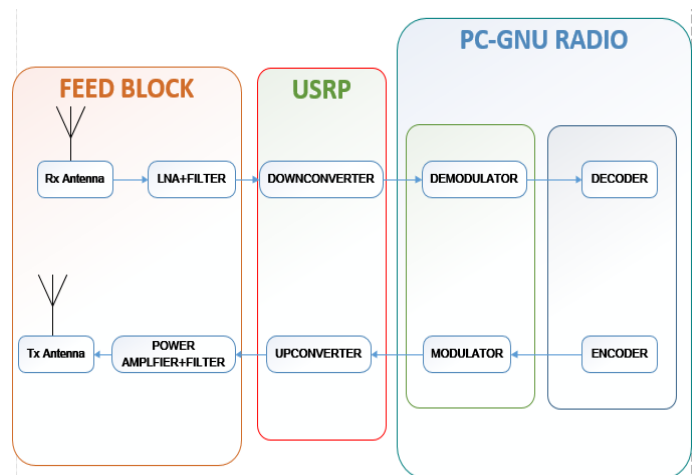 PC-GNU RADIO
FEED BLOCK
USRP
Rx Antenna
LNA+FILTER
DOWNCONVERTER
DEMODULATOR
DECODER
Tx Antenna
POWER
AMPLFIER+FILTER
UPCONVERTER
MODULATOR
ENCODER